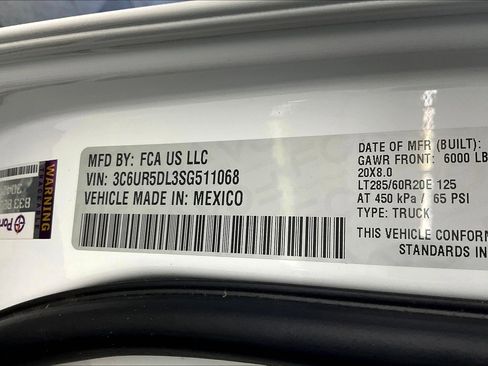 MFD BY: FCA US LLC
VIN: 3C6UR5DL3SG511068
VEHICLE MADE IN: MEXICO
DATE OF MFR (BUILT):
GAWR FRONT: 6000 LB
20X8.0
LT285/60R20E 125
AT 450 kPa / 65 PSI
TYPE: TRUCK
THIS VEHICLE CONFORM
STANDARDS IN
WARNING